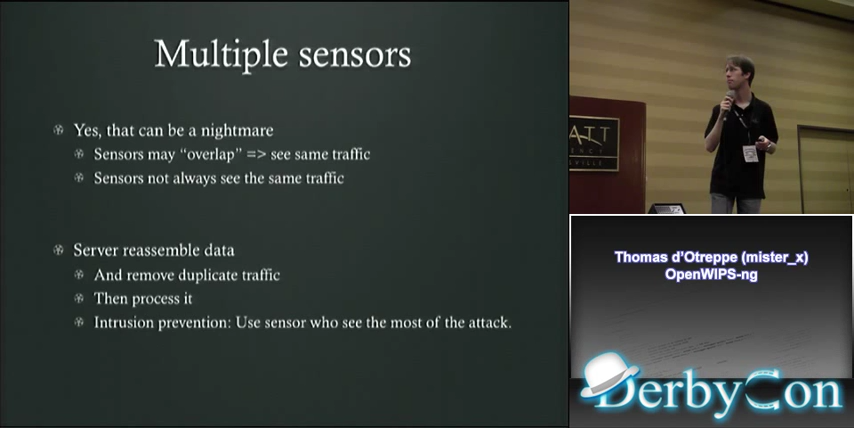 Multiple sensors
Yes, that can be a nightmare
Sensors may “overlap” => see same traffic
Sensors not always see the same traffic
Server reassemble data
And remove duplicate traffic
Then process it
Intrusion prevention: Use sensor who see the most of the attack.
ATT
Thomas d’Otreppe (mister_x)
OpenWIPS-ng
DerbyCon